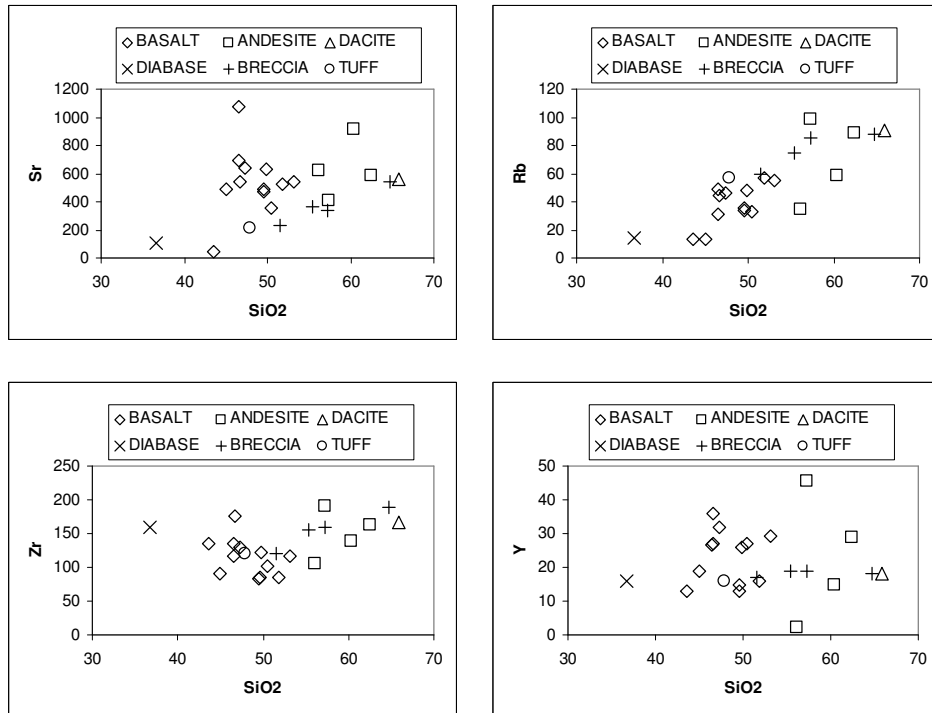 BASALT ANDESITE DACITE
DIABASE BRECCIA TUFF
1200
1000
800
600
400
200
0
Sr
30 40 50 60 70
SiO2
BASALT ANDESITE DACITE
DIABASE BRECCIA TUFF
120
100
80
60
40
20
0
Rb
30 40 50 60 70
SiO2
BASALT ANDESITE DACITE
DIABASE BRECCIA TUFF
250
200
150
100
50
0
Zr
30 40 50 60 70
SiO2
BASALT ANDESITE DACITE
DIABASE BRECCIA TUFF
50
40
30
20
10
0
Y
30 40 50 60 70
SiO2